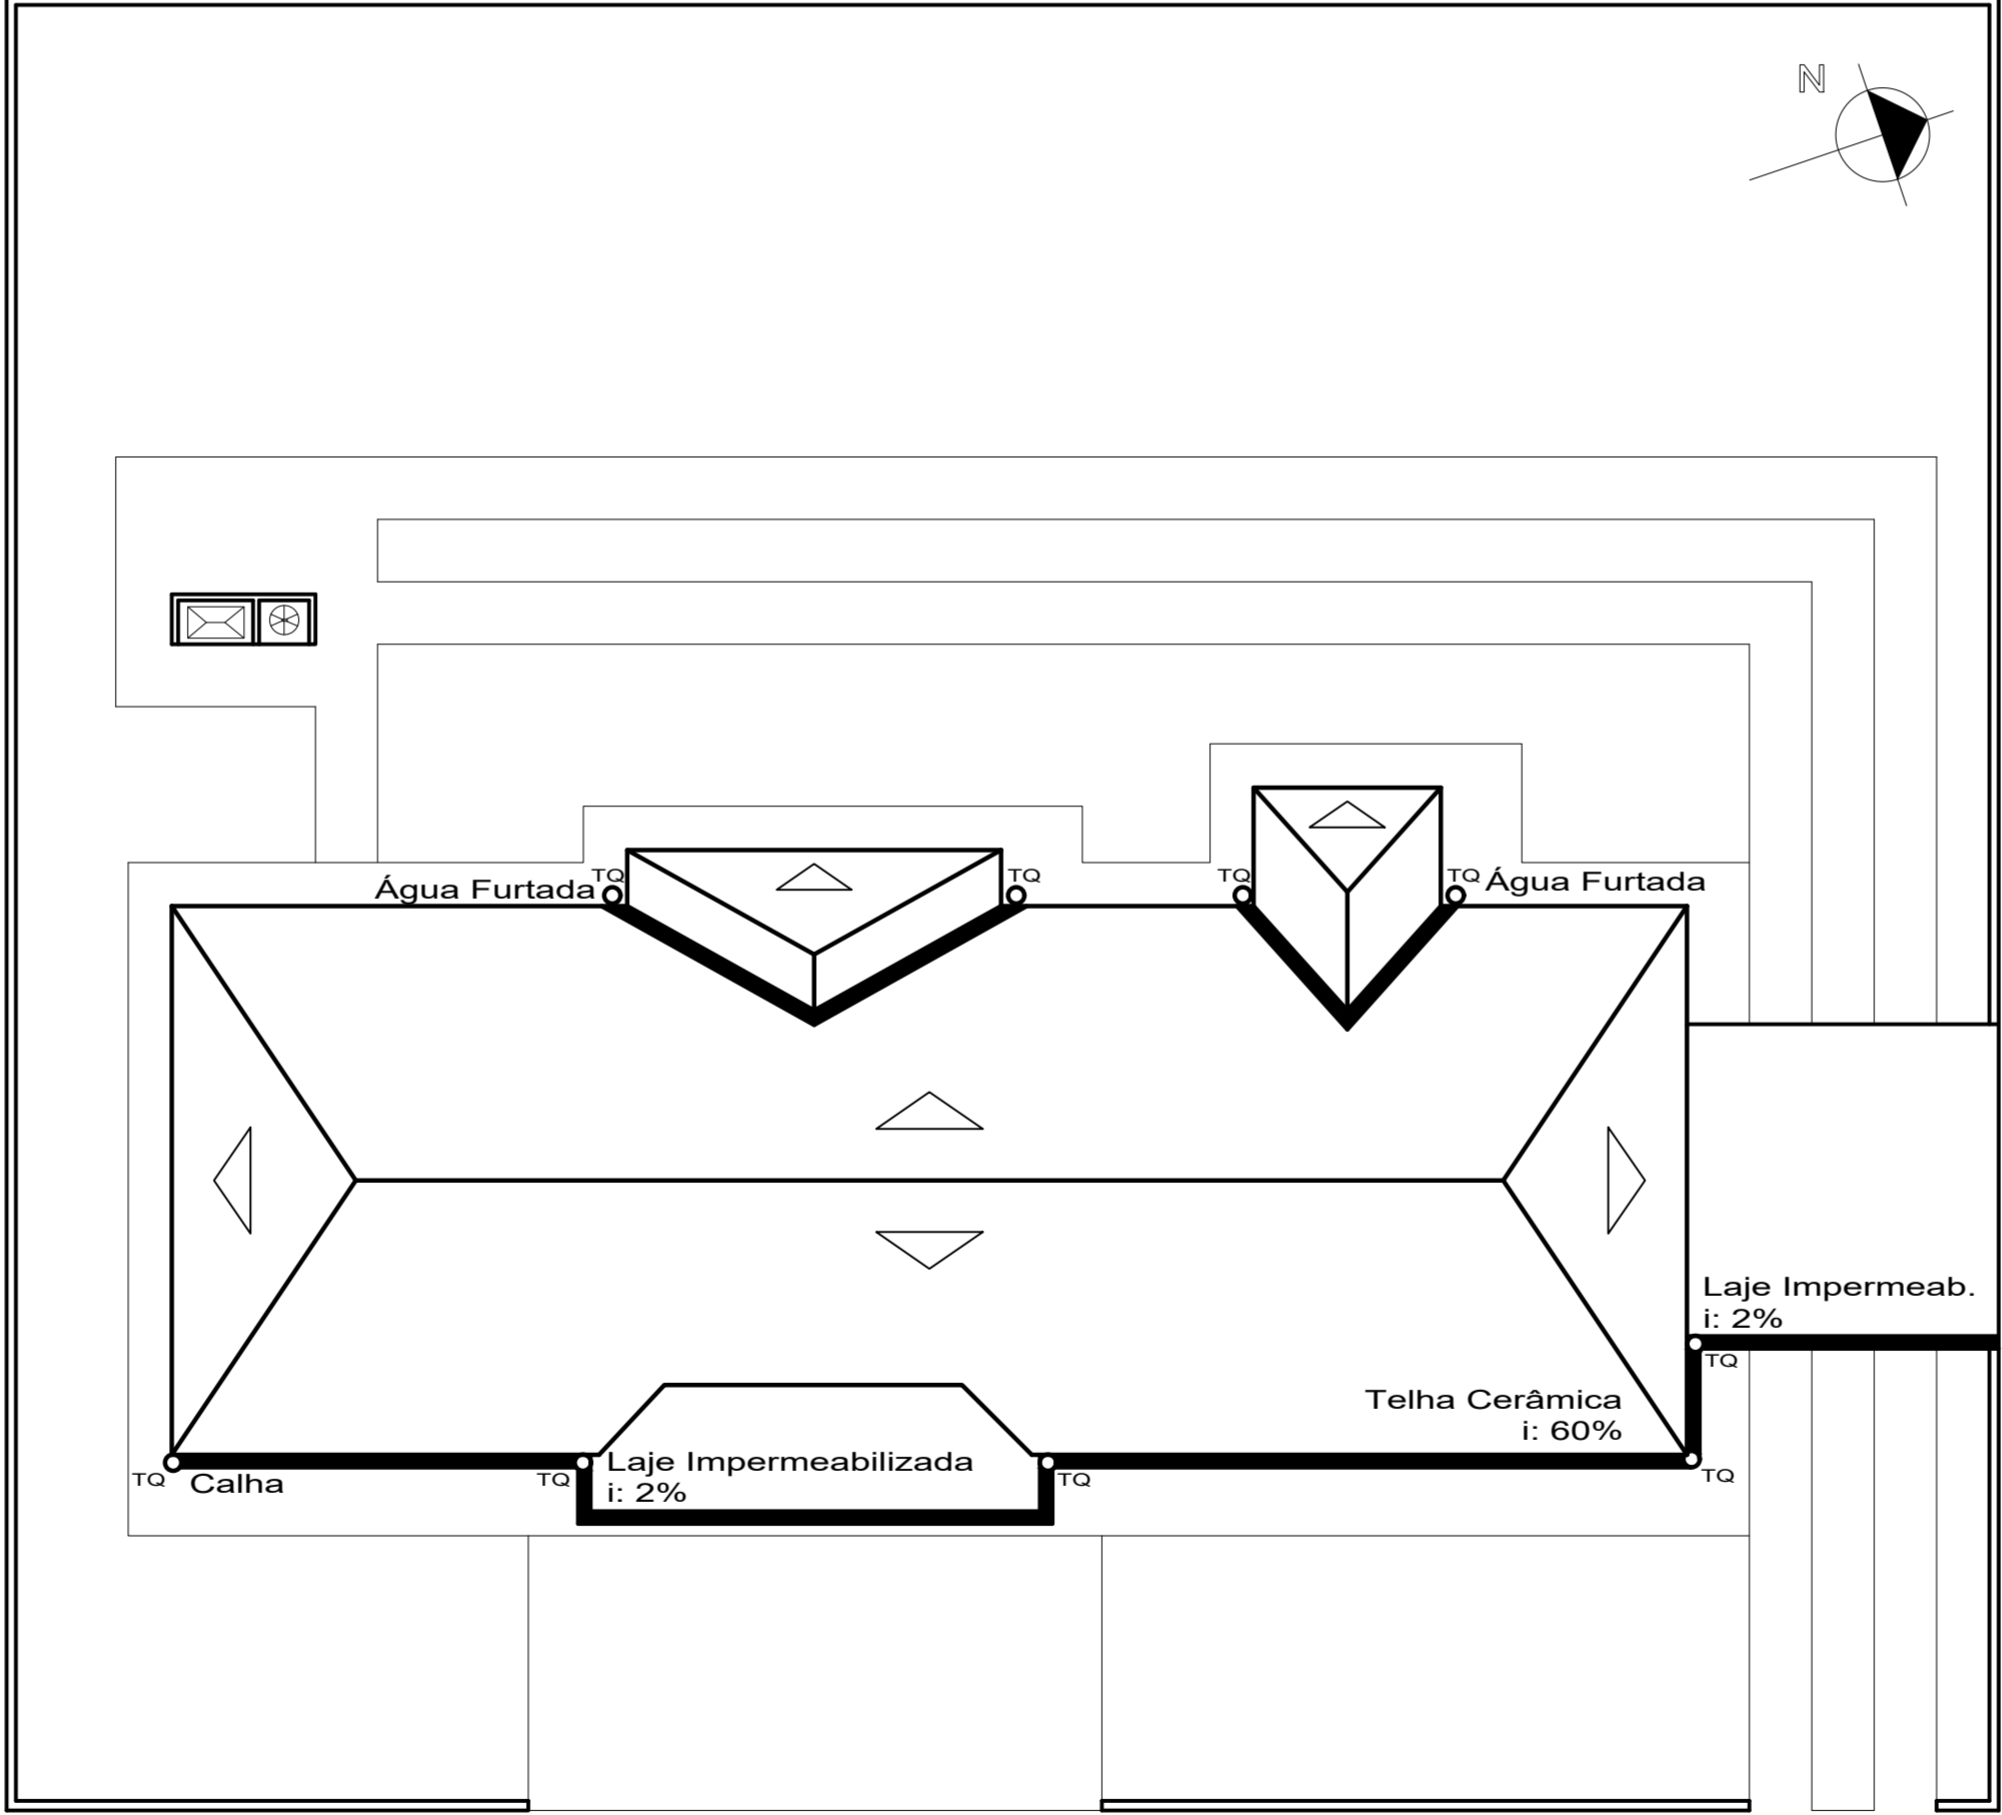 N
TQ
TQ
TQ
TQ
Água Furtada
Água Furtada
Laje Impermeab.
i: 2%
TQ
Telha Cerâmica
i: 60%
Laje Impermeabilizada
i: 2%
TQ
Calha
TQ
TQ
TQ